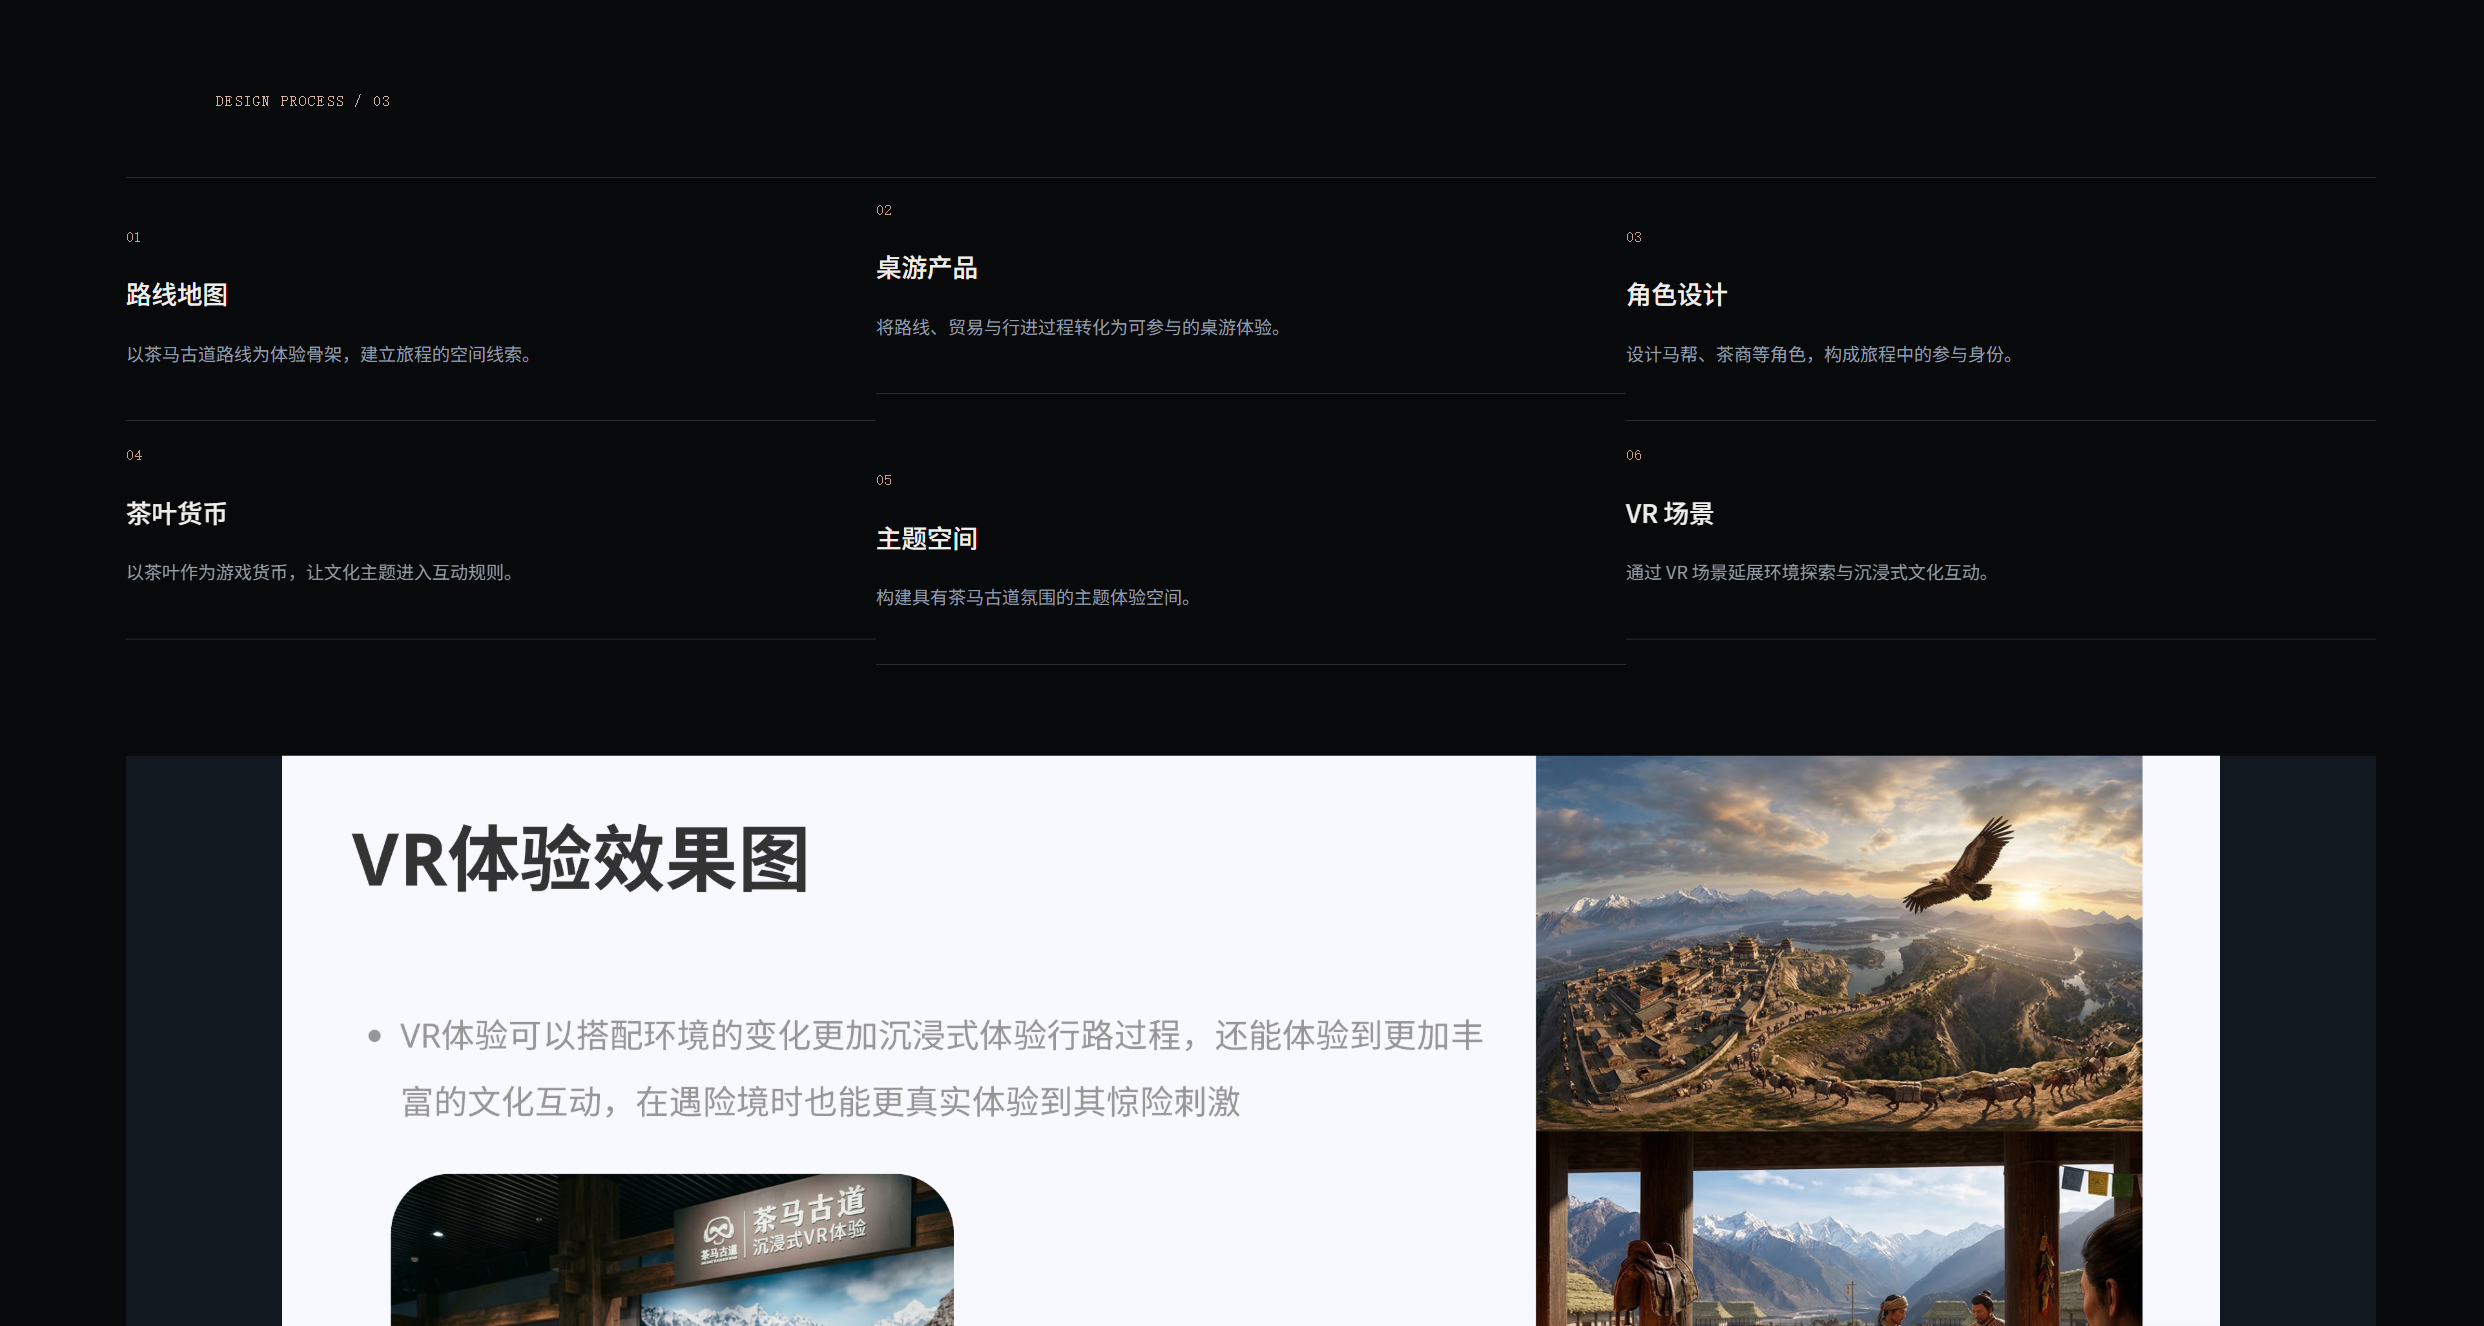 DESIGN PROCESS / 03
01
路线地图
以茶马古道路线为体验骨架，建立旅程的空间线索。
02
桌游产品
将路线、贸易与行进过程转化为可参与的桌游体验。
03
角色设计
设计马帮、茶商等角色，构成旅程中的参与身份。
04
茶叶货币
以茶叶作为游戏货币，让文化主题进入互动规则。
05
主题空间
构建具有茶马古道氛围的主题体验空间。
06
VR 场景
通过 VR 场景延展环境探索与沉浸式文化互动。
VR体验效果图
• VR体验可以搭配环境的变化更加沉浸式体验行路过程，还能体验到更加丰
富的文化互动，在遇险境时也能更真实体验到其惊险刺激
茶马古道
沉浸式VR体验
茶马古道